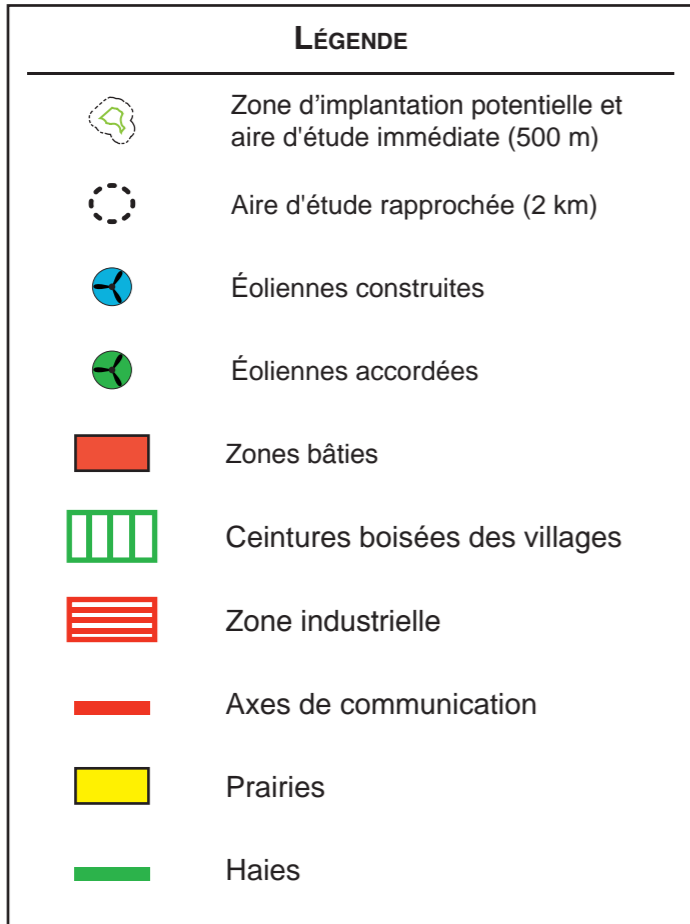 LÉGENDE
Zone d’implantation potentielle et
aire d'étude immédiate (500 m)
Aire d'étude rapprochée (2 km)
Éoliennes construites
Éoliennes accordées
Zones bâties
Ceintures boisées des villages
Zone industrielle
Axes de communication
Prairies
Haies